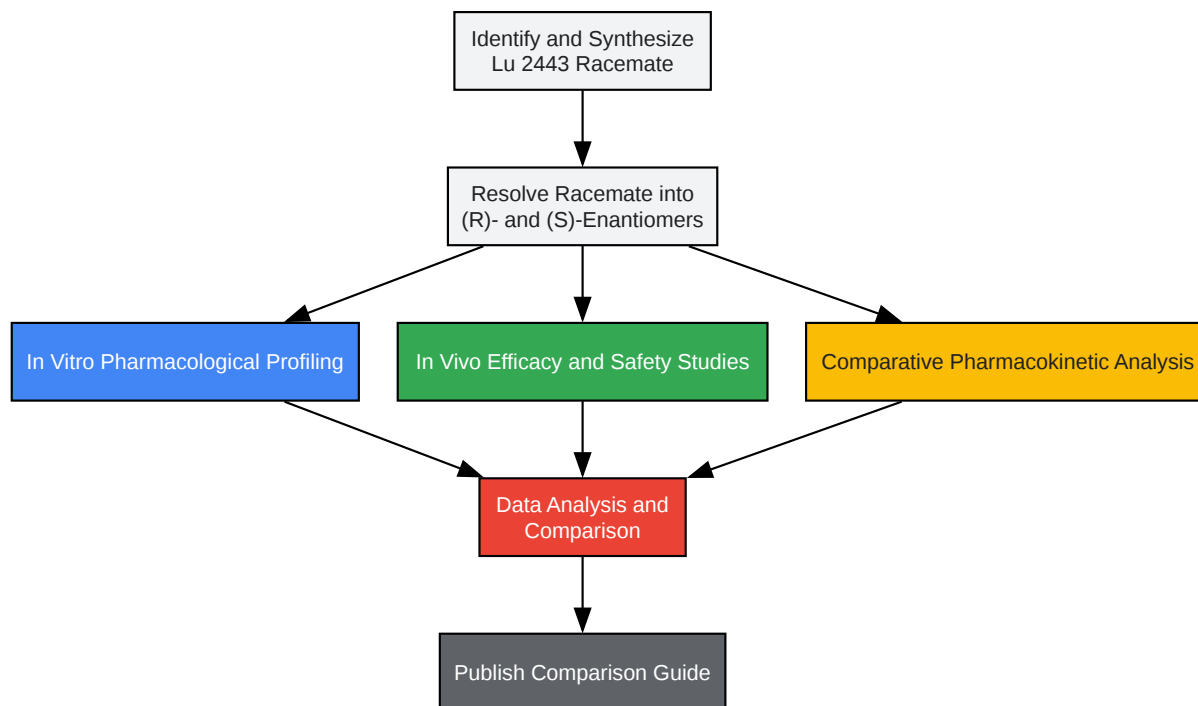 Identify and Synthesize
Lu 2443 Racemate
Resolve Racemate into
(R)- and (S)-Enantiomers
In Vitro Pharmacological Profiling
In Vivo Efficacy and Safety Studies
Comparative Pharmacokinetic Analysis
Data Analysis and
Comparison
Publish Comparison Guide